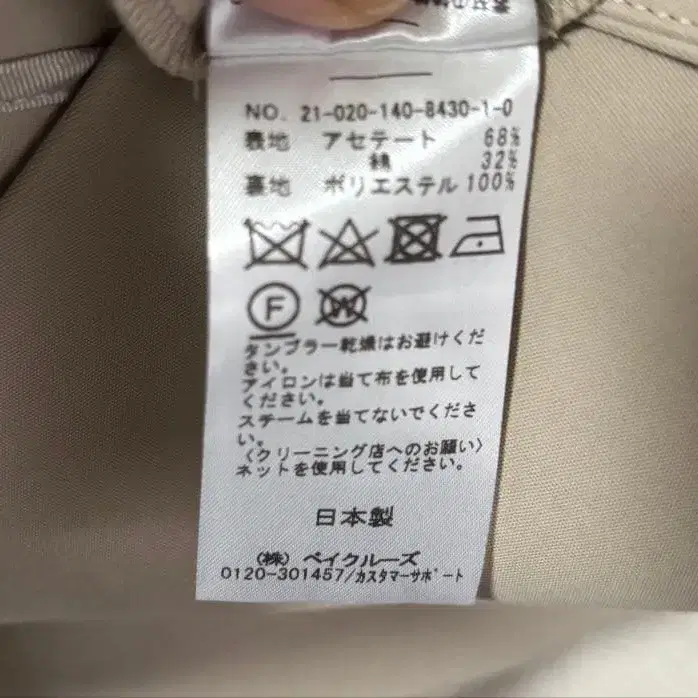 NO. 21-020-140-8430-1-0
表地 アセテート 68%
綿 32%
裏地 ポリエステル 100%
F W
タンブラー乾燥はお避けくだ
さい。
アイロンは当て布を使用して
ください。
スチームを当てないでくださ
い。
〈クリーニング店へのお願い〉
ネットを使用してください。
日本製
(株) ベイクルーズ
0120-301457/カスタマーサポート